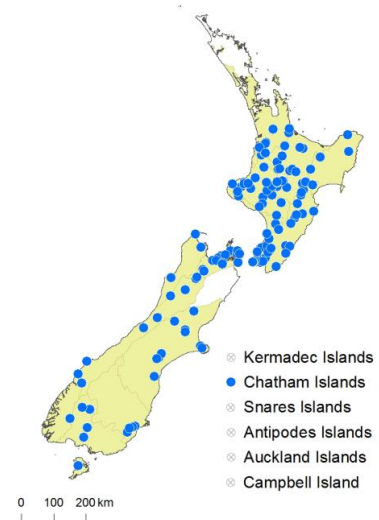 Kermadec Islands
Chatham Islands
Snares Islands
Antipodes Islands
Auckland Islands
Campbell Island
0 100 200 km